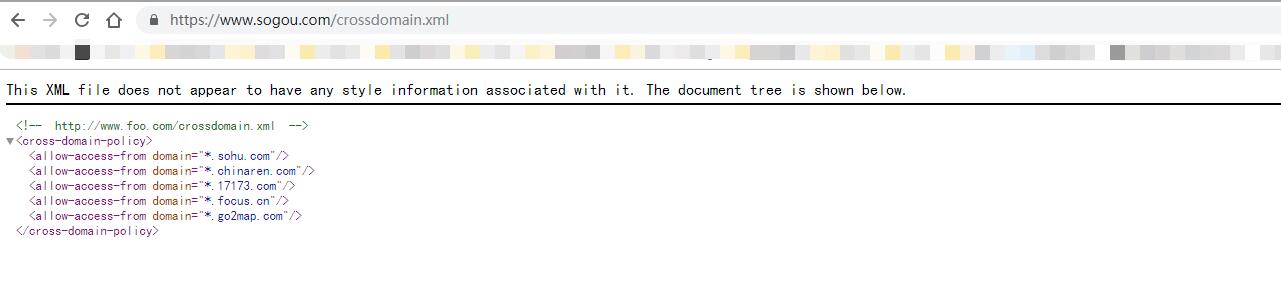 https://www.sogou.com/crossdomain.xml
This XML file does not appear to have any style information associated with it. The document tree is shown below.
<!-- http://www.foo.com/crossdomain.xml -->
▼<cross-domain-policy>
<allow-access-from domain="*.sohu.com"/>
<allow-access-from domain="*.chinaren.com"/>
<allow-access-from domain="*.17173.com"/>
<allow-access-from domain="*.focus.cn"/>
<allow-access-from domain="*.go2map.com"/>
</cross-domain-policy>